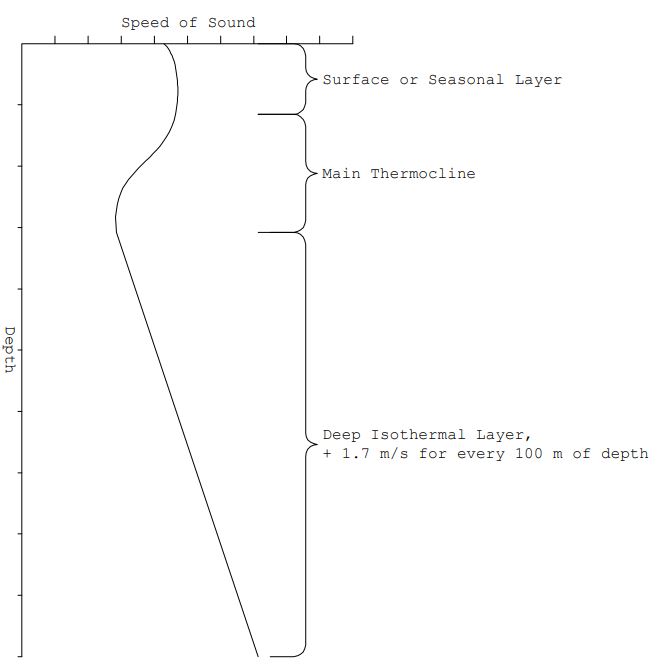 Speed of Sound
Surface or Seasonal Layer
Main Thermocline
Depth
Deep Isothermal Layer,
+ 1.7 m/s for every 100 m of depth